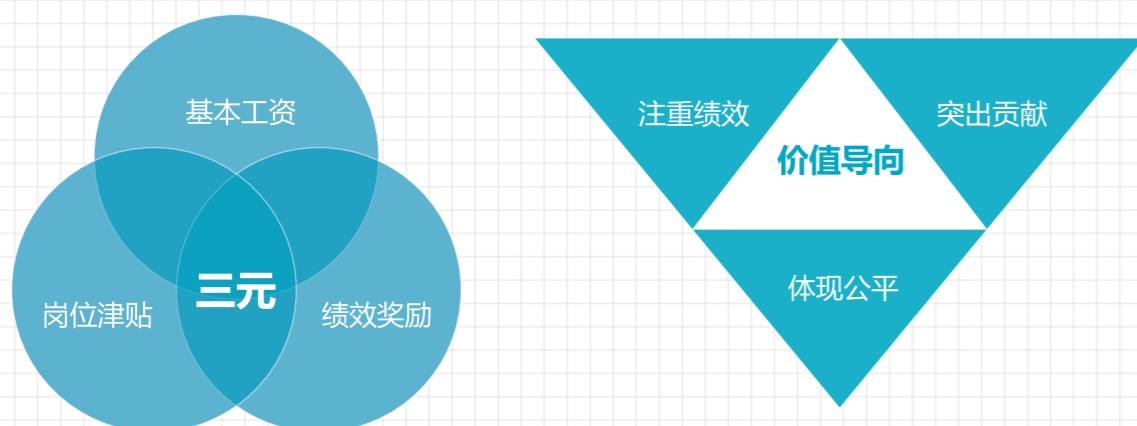 基本工资
三元
岗位津贴
绩效奖励
注重绩效
突出贡献
价值导向
体现公平